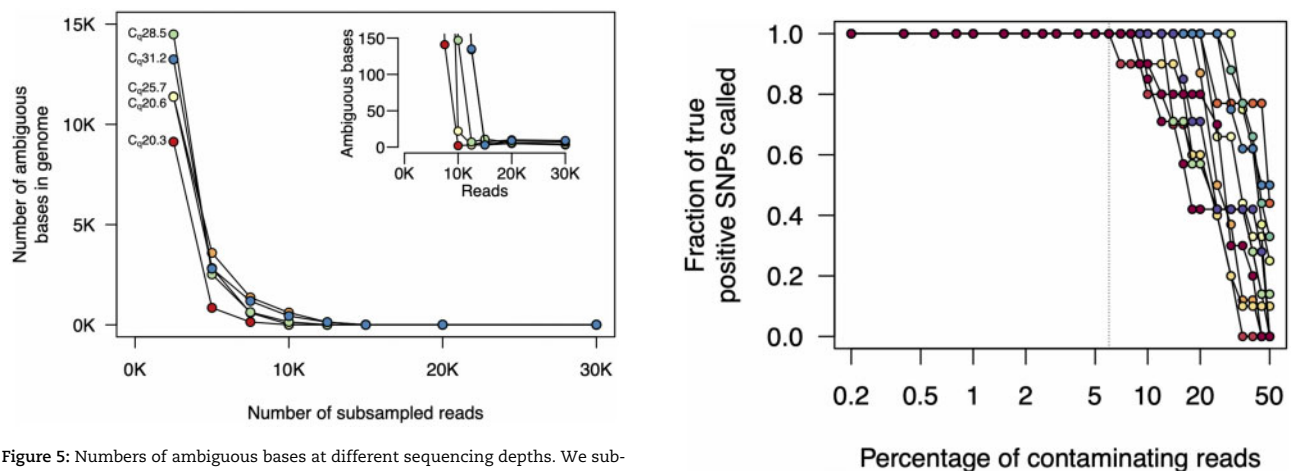 15K
10K
5K
0K
Number of ambiguous
bases in genome
Cq28.5
Cq31.2
Cq25.7
Cq20.6
Cq20.3
0K
10K
20K
30K
Number of subsampled reads
150
100
50
0
Ambiguous bases
0K
10K
20K
30K
Reads
Figure 5: Numbers of ambiguous bases at different sequencing depths. We sub-
1.0
0.8
0.6
0.4
0.2
0.0
Fraction of true
positive SNPs called
0.2
0.5
1
2
5
10
20
50
Percentage of contaminating reads